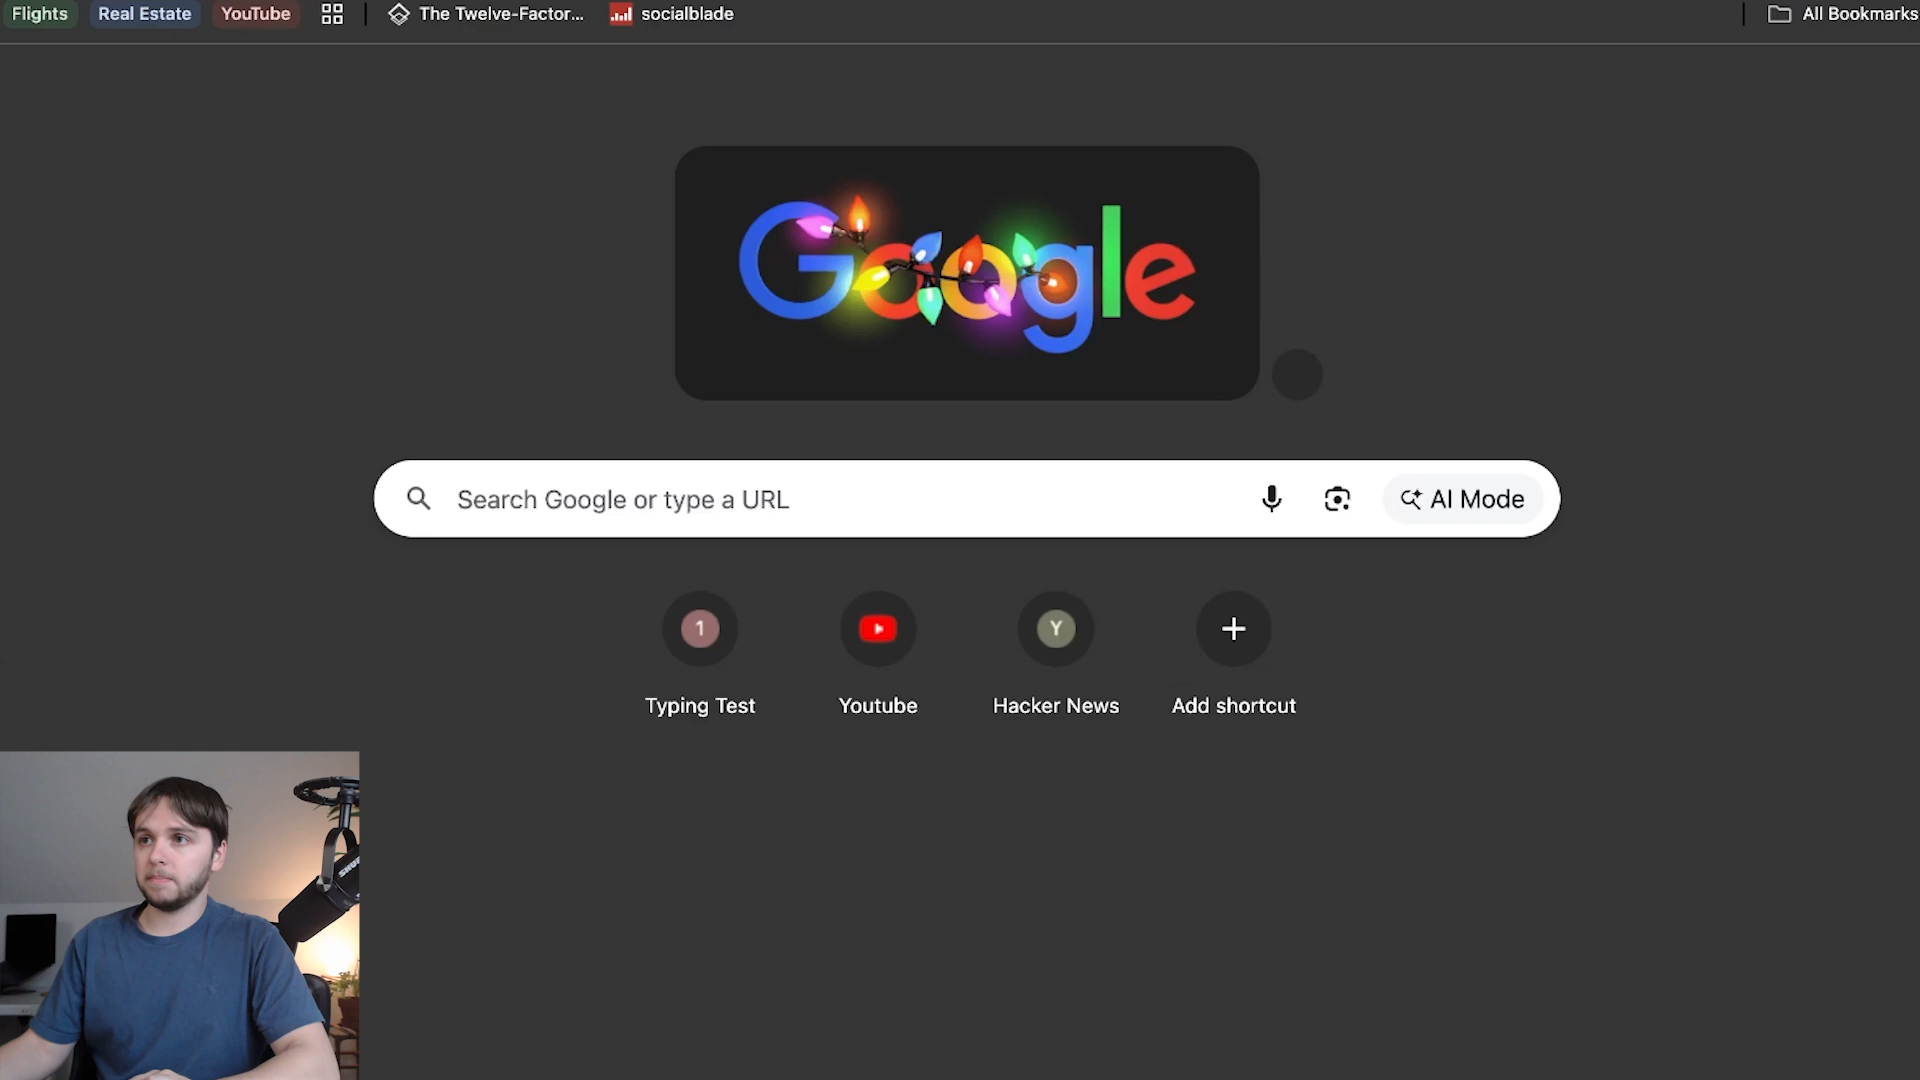 Flights Real Estate YouTube The Twelve-Factor... socialblade All Bookmarks
Google
Search Google or type a URL AI Mode
1 Y
Typing Test Youtube Hacker News Add shortcut
SHURE